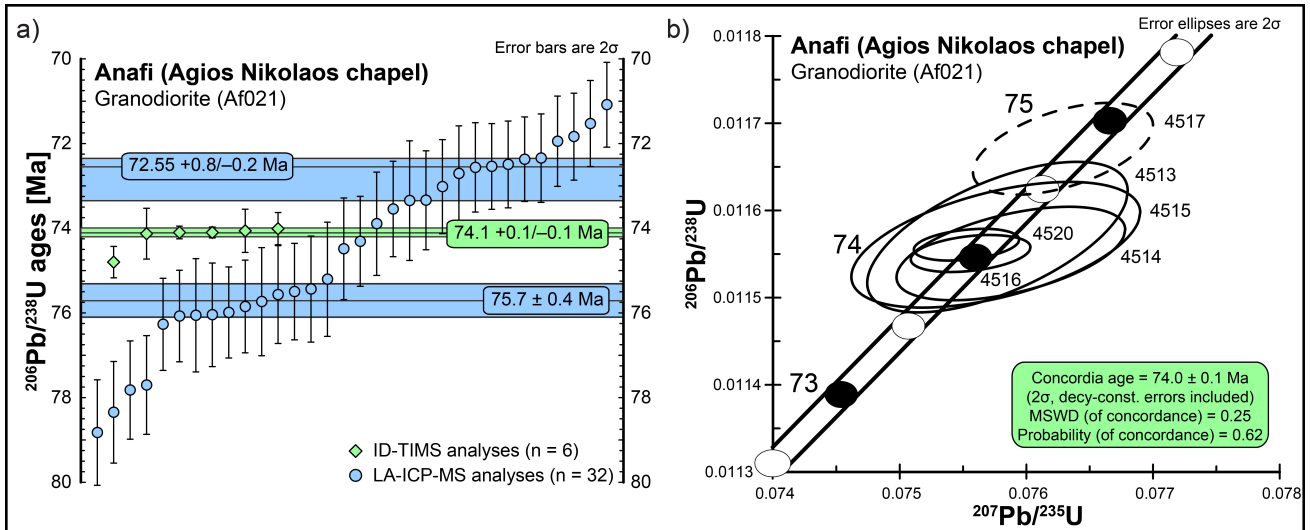 a)
Error bars are 2σ
Anafi (Agios Nikolaos chapel)
Granodiorite (Af021)
206Pb/238U ages [Ma]
70
72
74
76
78
80
70
72
74
76
78
80
72.55 +0.8/–0.2 Ma
74.1 +0.1/–0.1 Ma
75.7 ± 0.4 Ma
ID-TIMS analyses (n = 6)
LA-ICP-MS analyses (n = 32)
b)
Error ellipses are 2σ
Anafi (Agios Nikolaos chapel)
Granodiorite (Af021)
206Pb/238U
0.0118
0.0117
0.0116
0.0115
0.0114
0.0113
75
4517
4513
4515
4520
74
4514
4516
73
Concordia age = 74.0 ± 0.1 Ma
(2σ, decy-const. errors included)
MSWD (of concordance) = 0.25
Probability (of concordance) = 0.62
0.074
0.075
0.076
0.077
0.078
207Pb/235U